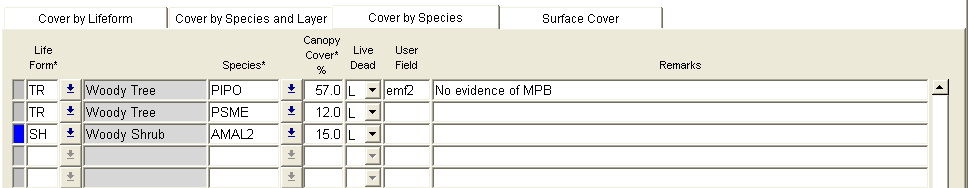 Cover by Lifeform Cover by Species and Layer Cover by Species Surface Cover
Life Form* Species* Canopy Cover* % Live Dead User Field Remarks
TR Woody Tree PIPO 57.0 L emf2 No evidence of MPB
TR Woody Tree PSME 12.0 L
SH Woody Shrub AMAL2 15.0 L